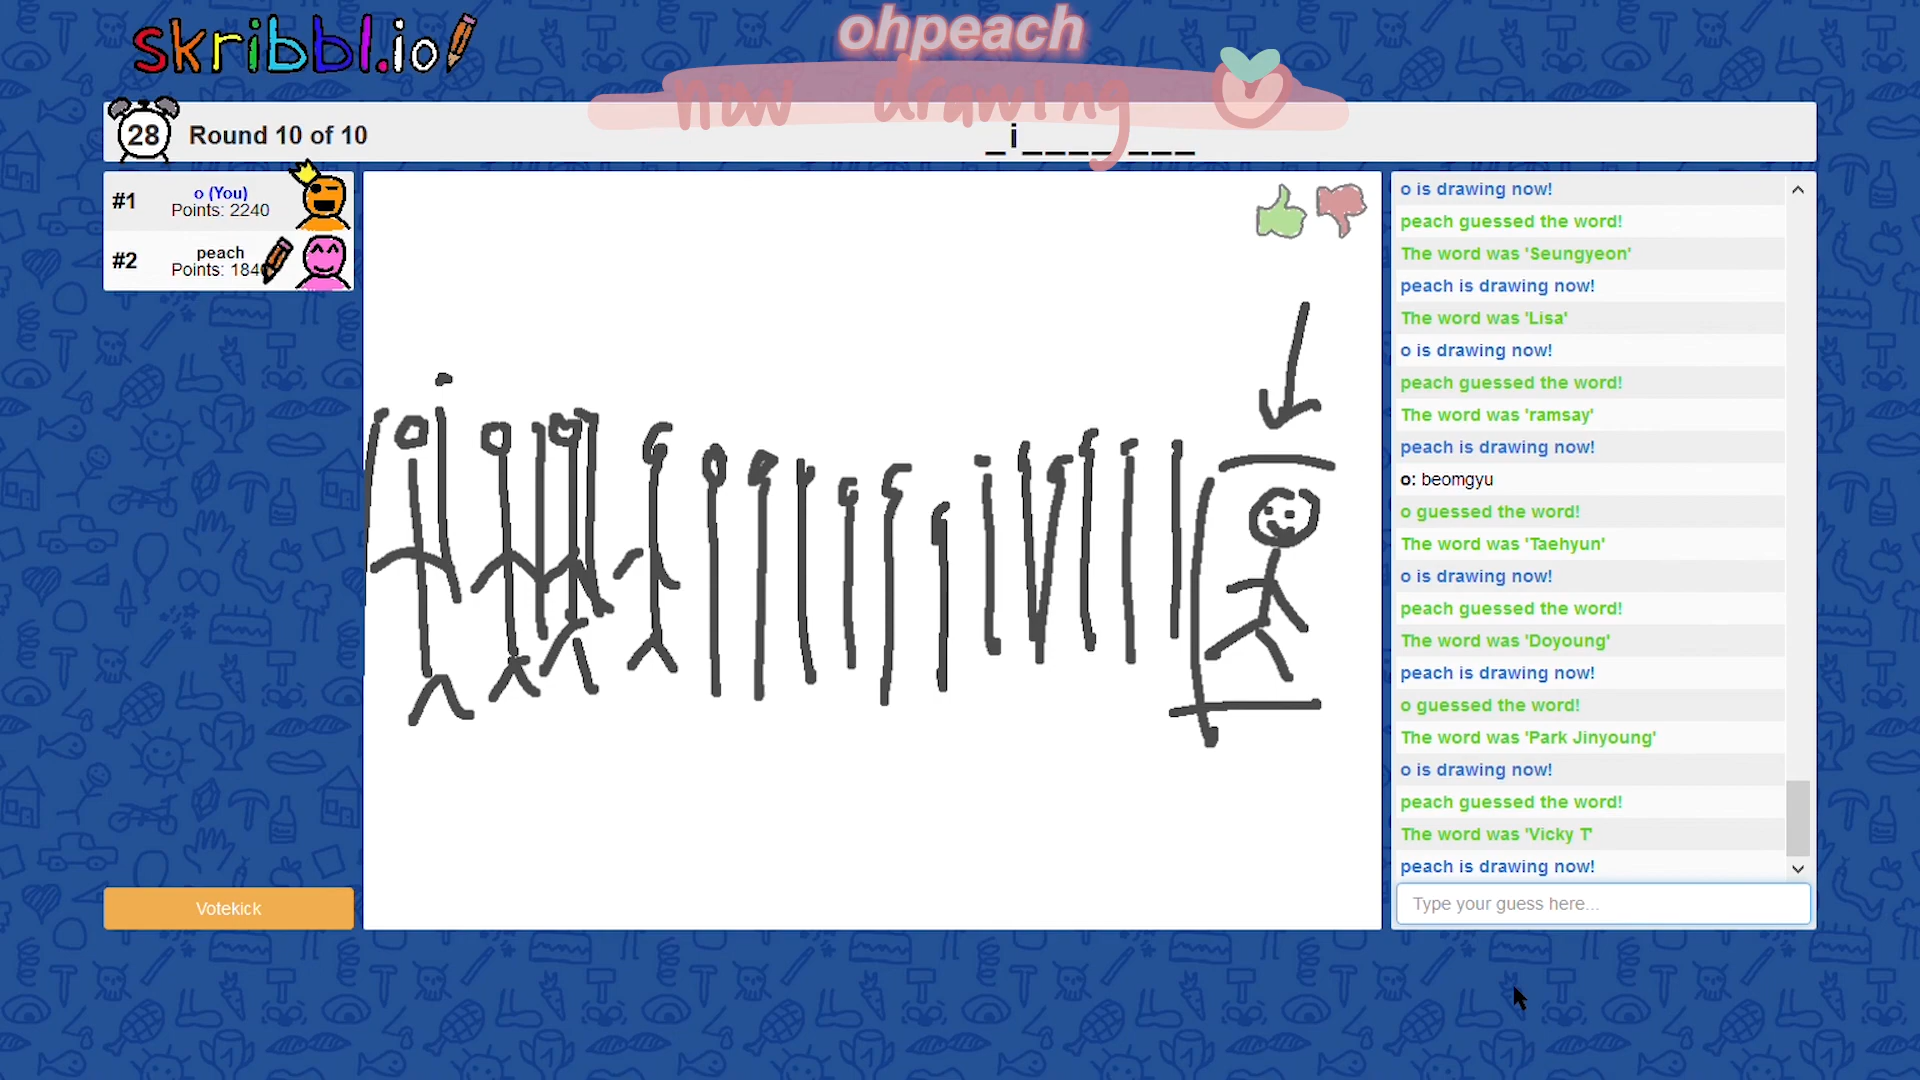 skribbl.io
ohpeach
now drawing
28
Round 10 of 10
_i________
#1
o (You)
Points: 2240
#2
peach
Points: 1840
Votekick
o is drawing now!
peach guessed the word!
The word was 'Seungyeon'
peach is drawing now!
The word was 'Lisa'
o is drawing now!
peach guessed the word!
The word was 'ramsay'
peach is drawing now!
o: beomgyu
o guessed the word!
The word was 'Taehyun'
o is drawing now!
peach guessed the word!
The word was 'Doyoung'
peach is drawing now!
o guessed the word!
The word was 'Park Jinyoung'
o is drawing now!
peach guessed the word!
The word was 'Vicky T'
peach is drawing now!
Type your guess here...